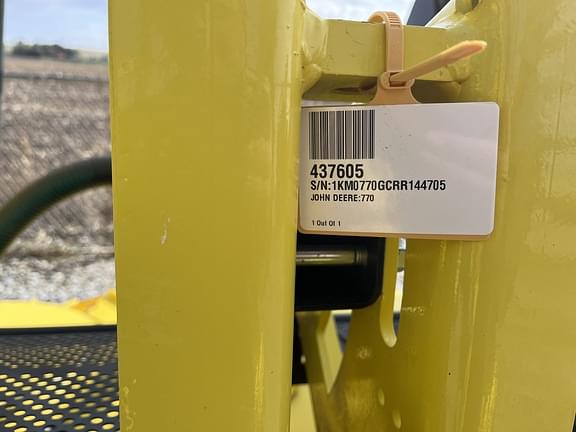 437605
S/N:1KM0770GCRR144705
JOHN DEERE:770
1 Out Of 1